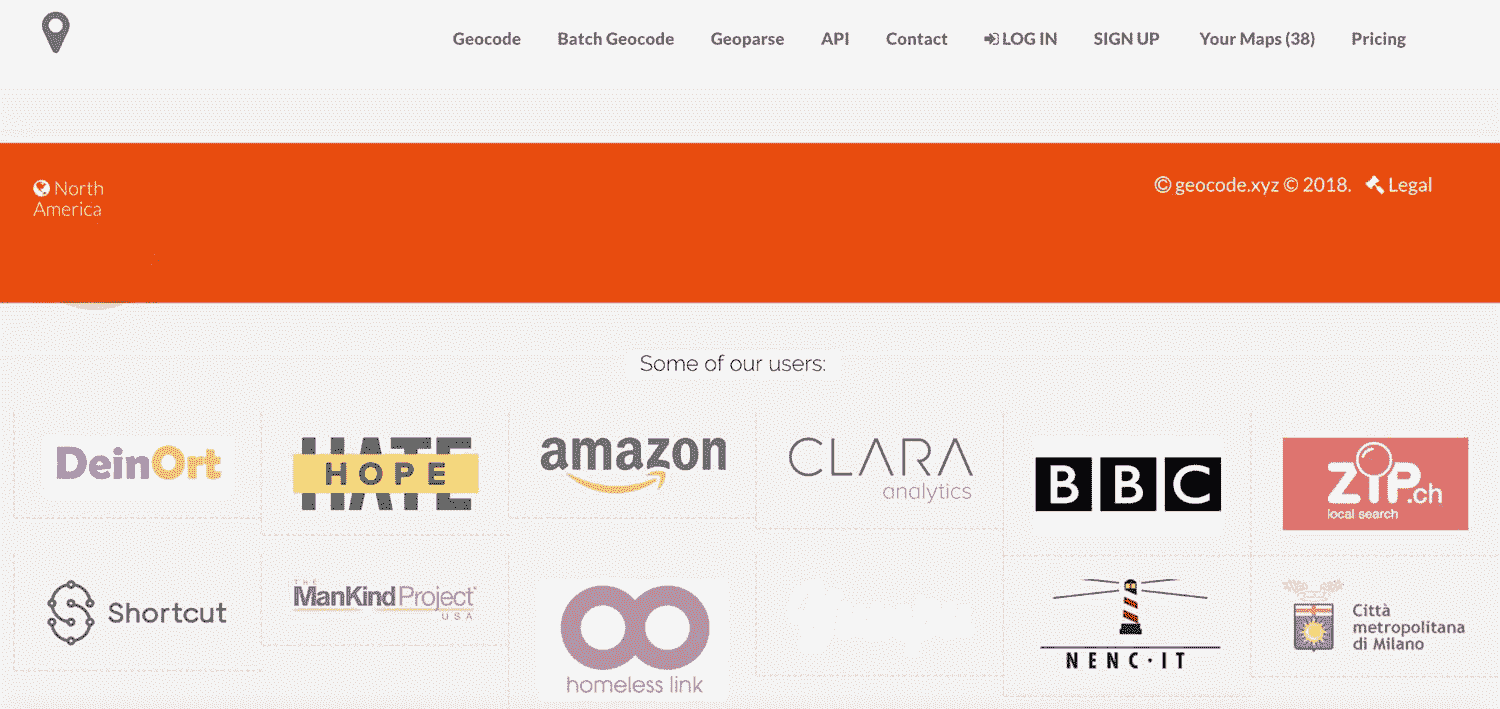 Geocode Batch Geocode Geoparse API Contact LOG IN SIGN UP Your Maps (38) Pricing
North
America
© geocode.xyz © 2018. Legal
Some of our users:
DeinOrt
HATE
HOPE
amazon
CLARA
analytics
BBC
ZIP.ch
local search
Shortcut
THE
ManKind Project
USA
homeless link
NENC·IT
Città
metropolitana
di Milano